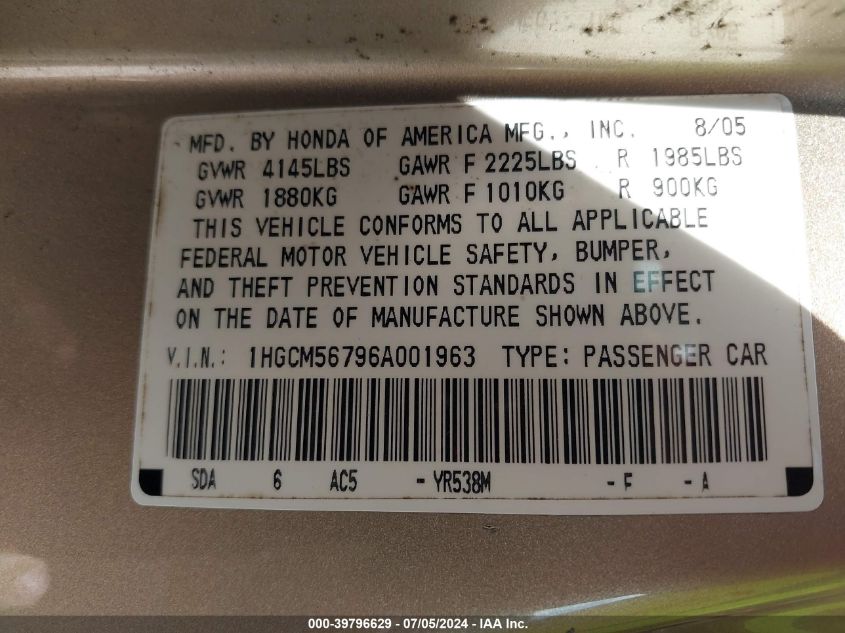 MFD. BY HONDA OF AMERICA MFG., INC. 8/05
GVWR 4145LBS GAWR F 2225LBS R 1985LBS
GVWR 1880KG GAWR F 1010KG R 900KG
THIS VEHICLE CONFORMS TO ALL APPLICABLE
FEDERAL MOTOR VEHICLE SAFETY, BUMPER,
AND THEFT PREVENTION STANDARDS IN EFFECT
ON THE DATE OF MANUFACTURE SHOWN ABOVE.
V.I.N.: 1HGCM56796A001963 TYPE: PASSENGER CAR
SDA 6 AC5 - YR538M - F - A
000-39796629 - 07/05/2024 - IAA Inc.